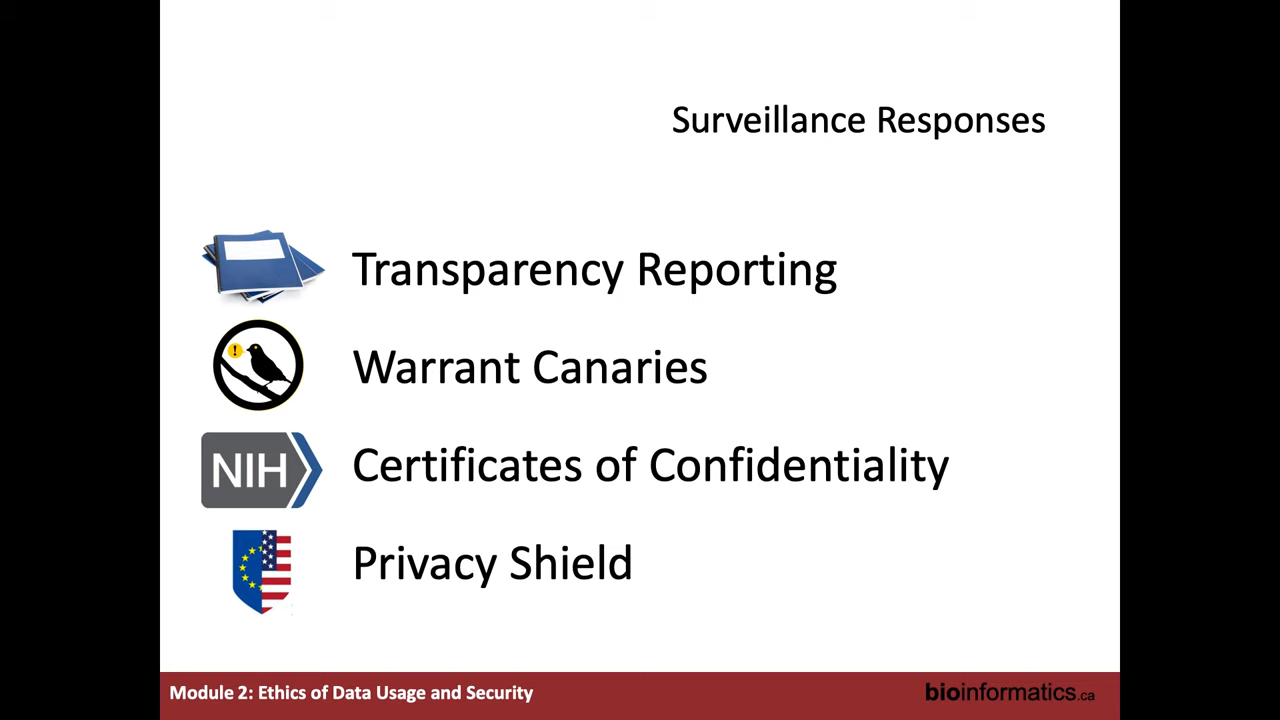 Surveillance Responses
Transparency Reporting
!
Warrant Canaries
NIH
Certificates of Confidentiality
Privacy Shield
Module 2: Ethics of Data Usage and Security
bioinformatics.ca